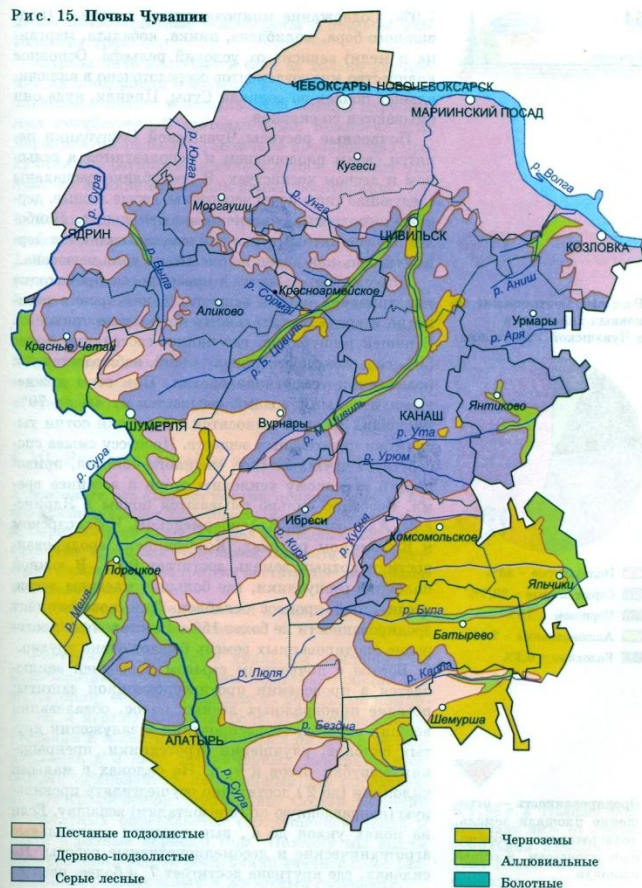 Рис. 15. Почвы Чувашии
ЧЕБОКСАРЫ НОВОЧЕБОКСАРСК
МАРИИНСКИЙ ПОСАД
р. Юнга
Кугеси
р. Волга
р. Сура
Моргауши
р. Унга
ЯДРИН
ЦИВИЛЬСК
КОЗЛОВКА
р. Выла
р. Аниш
Красноармейское
р. Сорма
Аликово
Урмары
р. Аря
Красные Четаи
р. Б. Цивиль
Янтиково
ШУМЕРЛЯ
Вурнары
р. М. Цивиль
КАНАШ
р. Ута
р. Сура
р. Урюм
Ибреси
р. Киря
р. Кубня
Комсомольское
Порецкое
р. Меня
Яльчики
р. Була
Батырево
р. Люля
р. Карла
Шемурша
р. Бездна
АЛАТЫРЬ
р. Сура
Песчаные подзолистые
Дерново-подзолистые
Серые лесные
Черноземы
Аллювиальные
Болотные